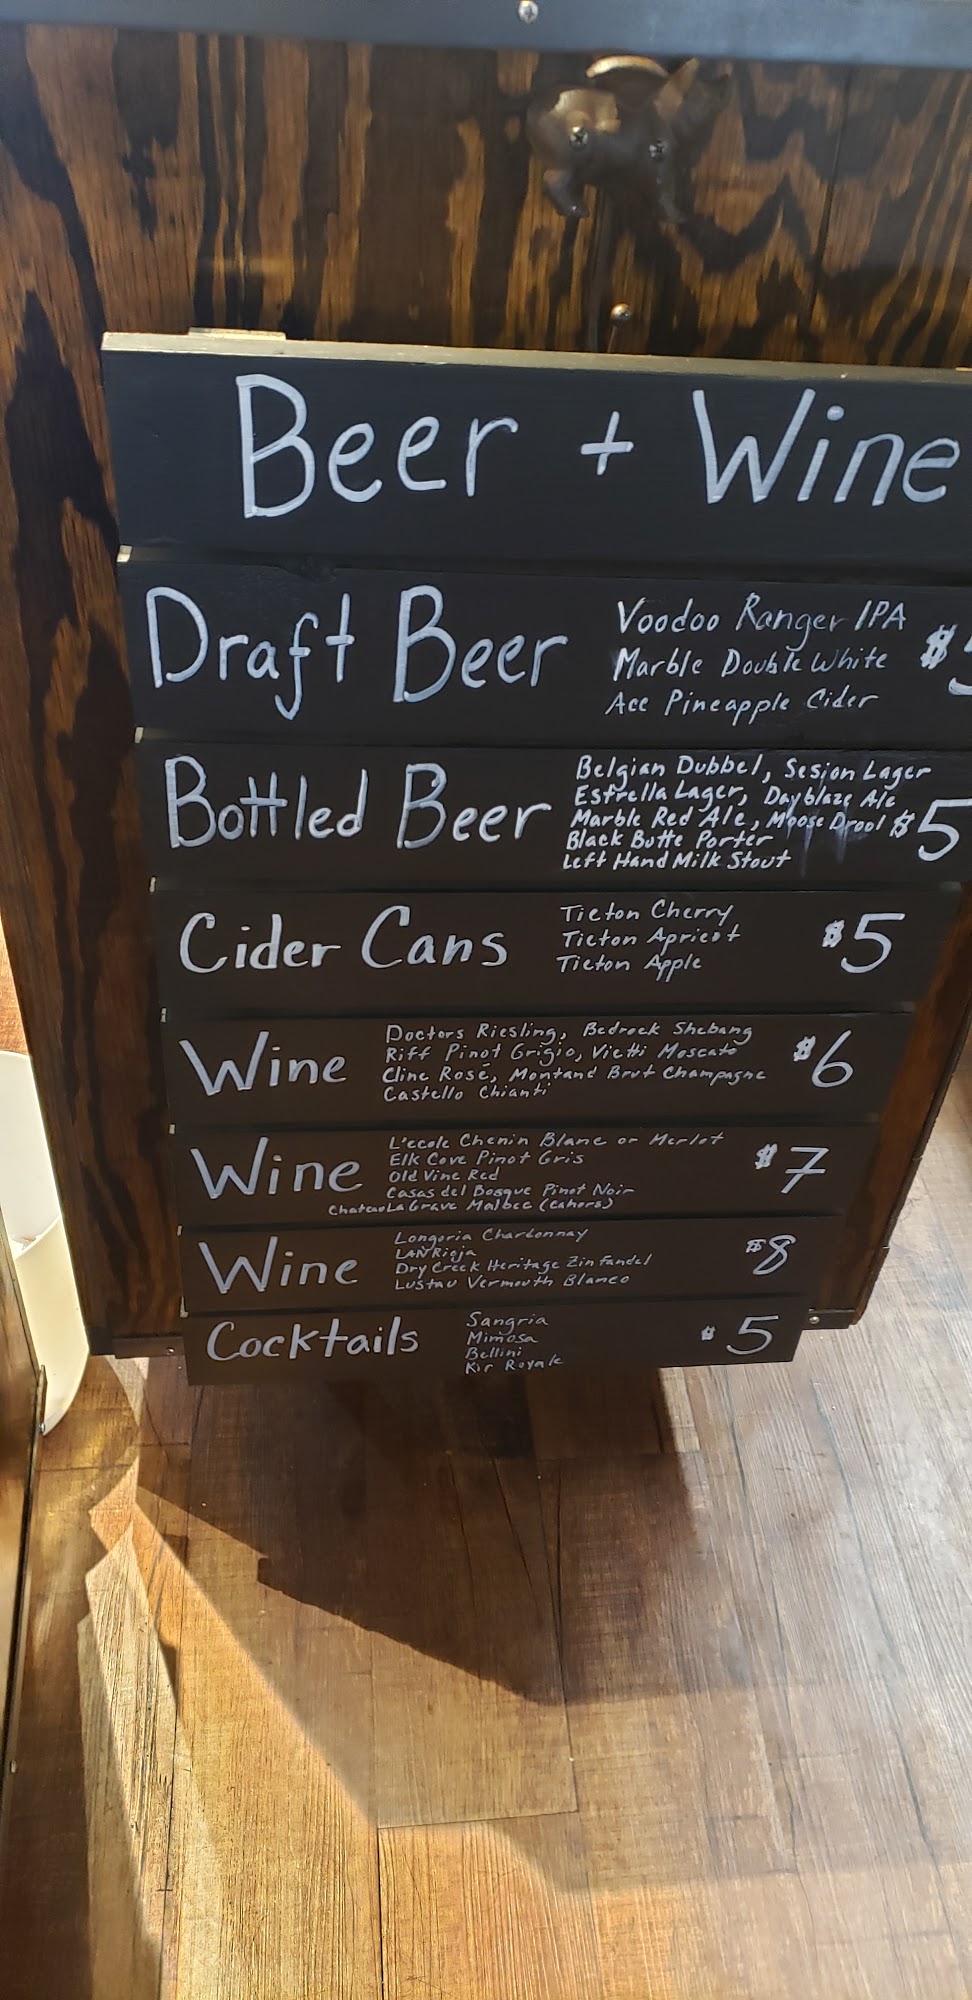 Beer + Wine
Draft Beer
Voodoo Ranger IPA
Marble Double White
Ace Pineapple Cider
$
Bottled Beer
Belgian Dubbel, Sesion Lager
Estrella Lager, Dayblaze Ale
Marble Red Ale, Moose Drool
Black Butte Porter
Left Hand Milk Stout
$5
Cider Cans
Tieton Cherry
Tieton Apricot
Tieton Apple
$5
Wine
Doctors Riesling, Bedrock Shebang
Riff Pinot Grigio, Vietti Moscato
Cline Rosé, Montand Brut Champagne
Castello Chianti
$6
Wine
L'ecole Chenin Blanc or Merlot
Elk Cove Pinot Gris
Old Vine Red
Casas del Bosque Pinot Noir
Chateau La Grave Malbec (Cahors)
$7
Wine
Longoria Chardonnay
LAN Rioja
Dry Creek Heritage Zinfandel
Lustau Vermouth Blanco
$8
Cocktails
Sangria
Mimosa
Bellini
Kir Royale
$5